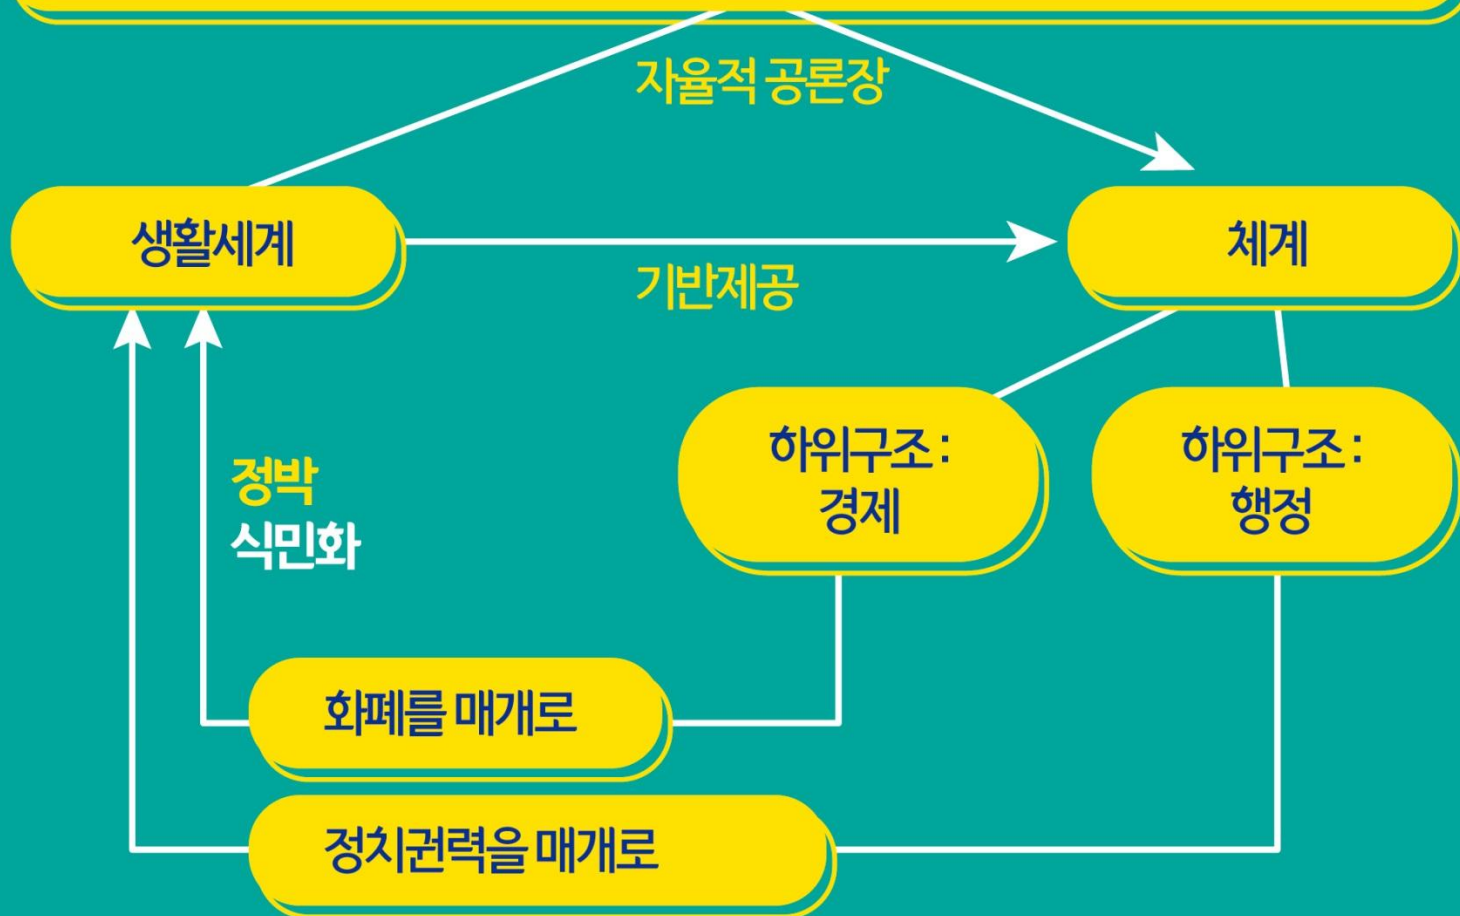 자율적 공론장
생활세계
체계
기반제공
하위구조 :
경제
하위구조 :
행정
정박
식민화
화폐를 매개로
정치권력을 매개로